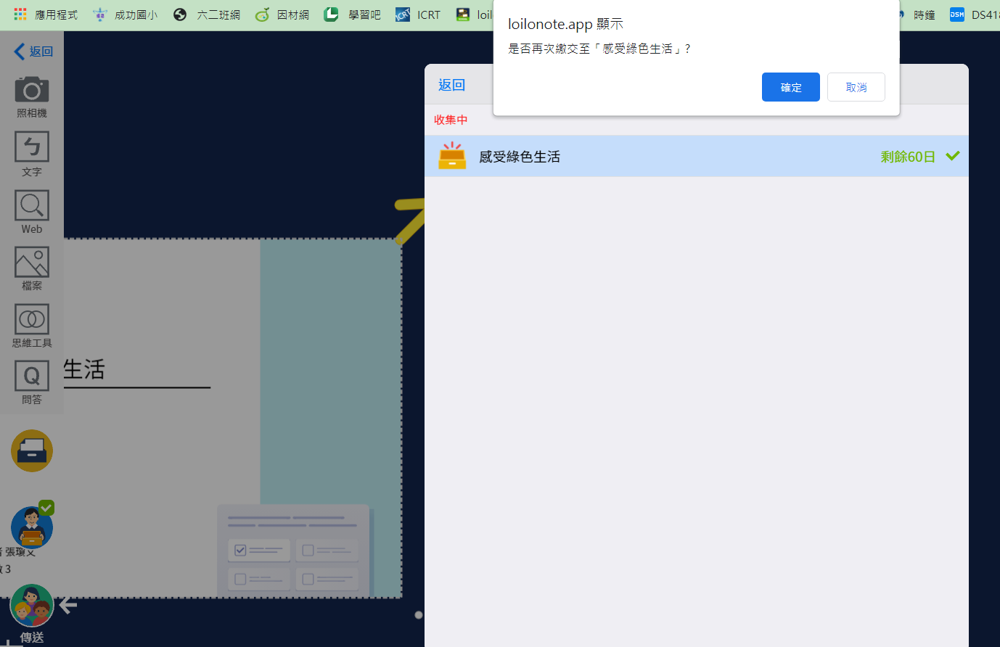 應用程式 成功國小 六二班網 因材網 學習吧 ICRT loil 時鐘 DS418
loilonote.app 顯示
是否再次繳交至「感受綠色生活」?
確定 取消
返回
照相機
ㄅ
文字
Web
檔案
思維工具
Q
問答
張瓊文
3
傳送
返回
收集中
感受綠色生活 剩餘60日
生活